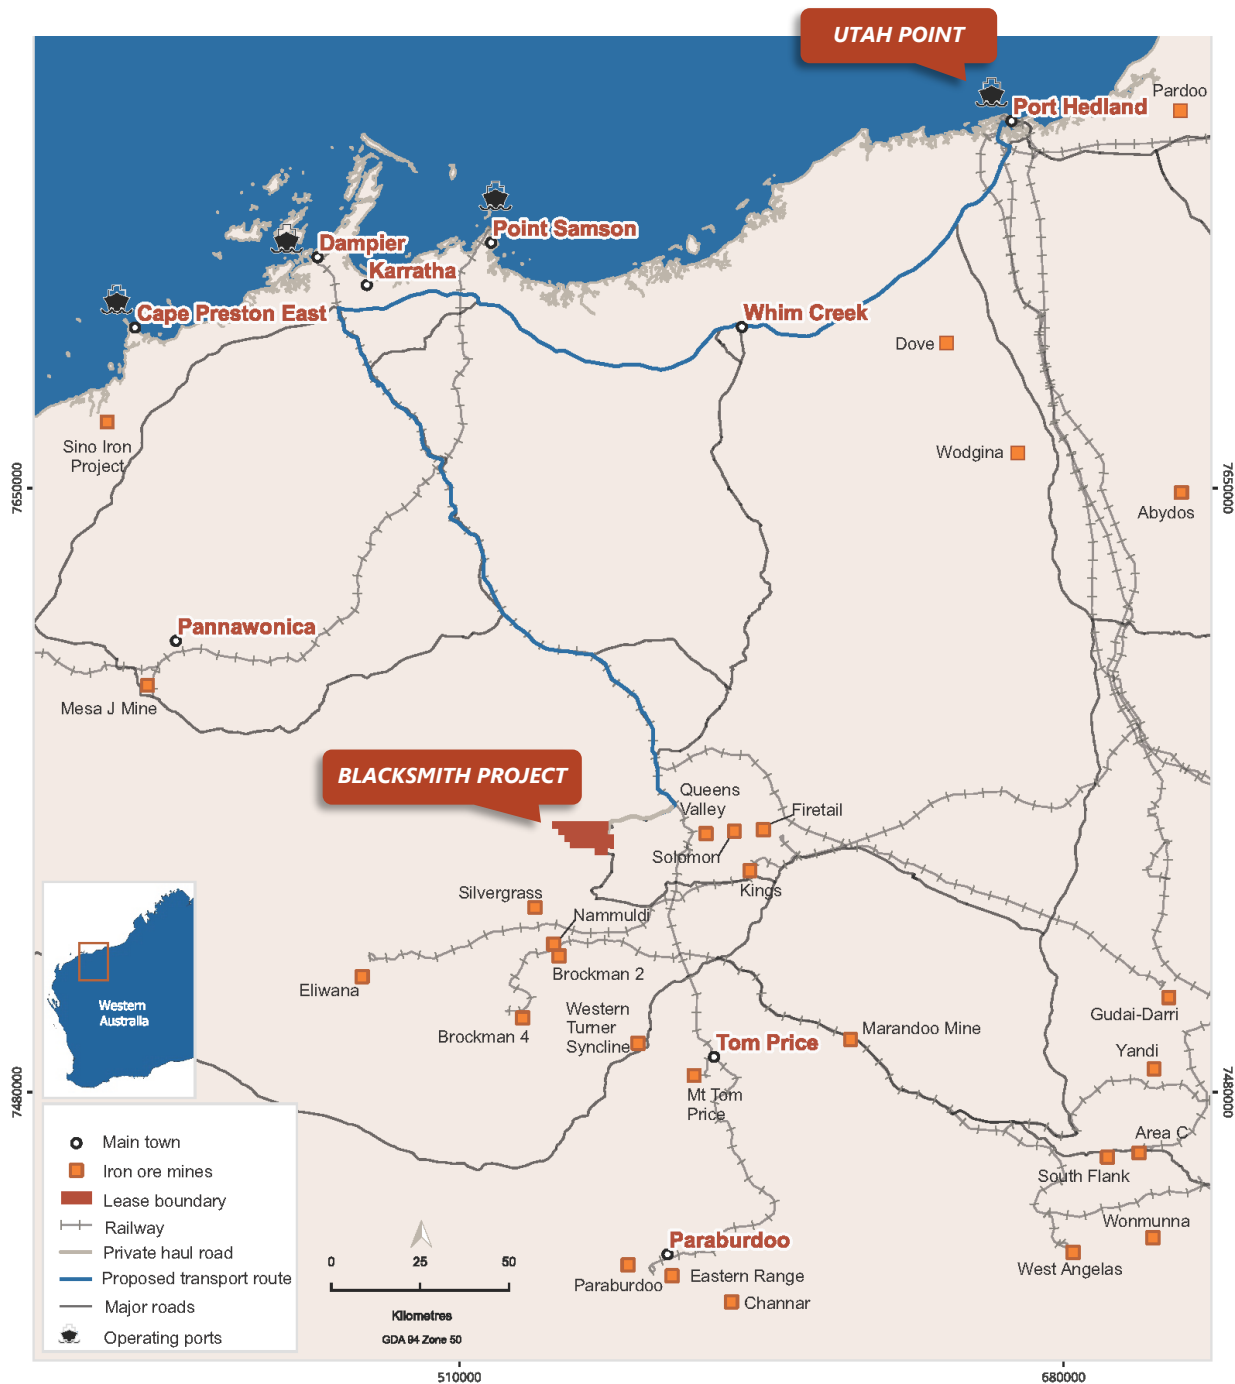 UTAH POINT
Pardoo
Port Hedland
Point Samson
Dampier
Karratha
Cape Preston East
Whim Creek
Dove
Sino Iron
Project
Wodgina
7650000
7650000
Abydos
Pannawonica
Mesa J Mine
BLACKSMITH PROJECT
Queens
Valley
Firetail
Solomon
Kings
Silvergrass
Nammuldi
Brockman 2
Eliwana
Western
Turner
Syncline
Brockman 4
Gudai-Darri
Marandoo Mine
Tom Price
Yandi
Mt Tom
Price
Western
Australia
7480000
7480000
Area C
South Flank
Wonmunna
West Angelas
Paraburdoo
Paraburdoo
Eastern Range
Channar
Main town
Iron ore mines
Lease boundary
Railway
Private haul road
Proposed transport route
Major roads
Operating ports
0 25 50
Kilometres
GDA 94 Zone 50
510000
680000